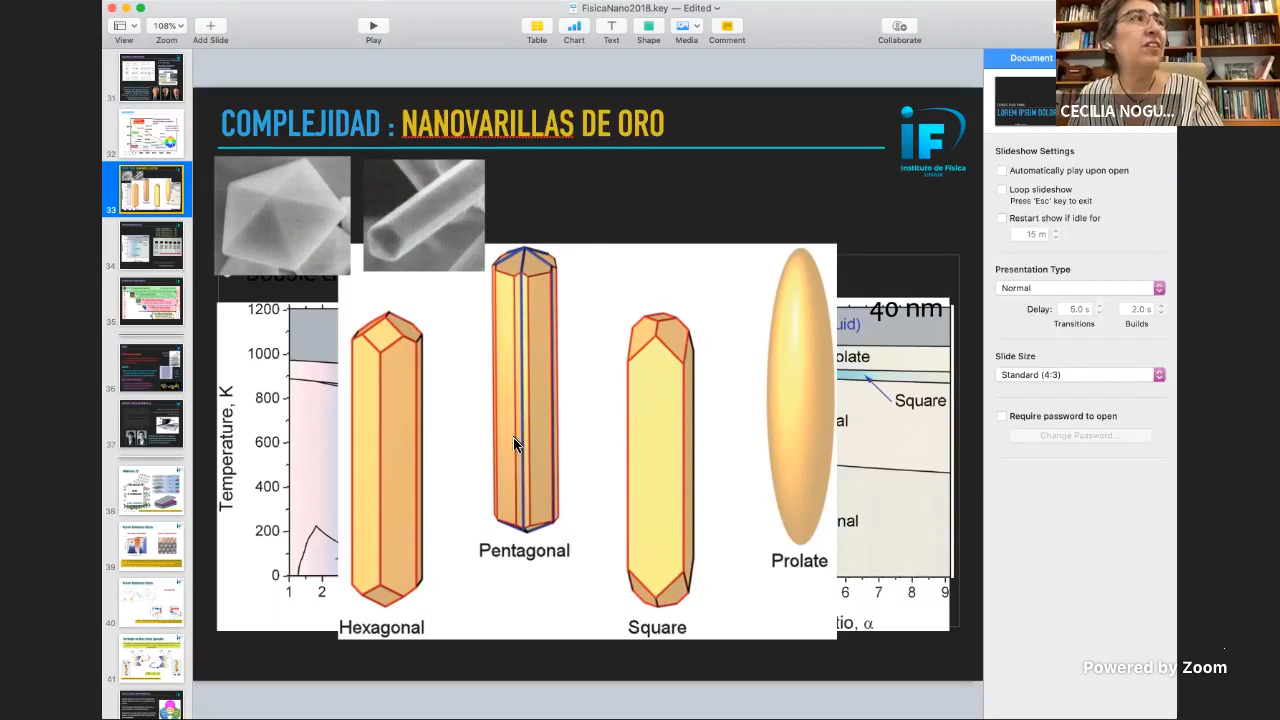 FisicaNano2018.key — Edited
108%
View
Zoom
Add Slide
Play
Table
Chart
Text
Shape
Media
Comment
Collaborate
Document
CECILIA NOGU...
31
32
33
34
35
36
37
38
39
40
41
COMPLEJIDAD : NANOVARILLAS DE ORO
iF
Instituto de Física
UNAM
40 nm
1200
1000
800
600
400
200
0
Temperature, K
1
2
6
7
8
9
uid)
olate
Square
al
nal
tio, α
Hexagonal
Pentagonal
Square
Prolate
Slideshow Settings
Automatically play upon open
Loop slideshow
Press 'Esc' key to exit
Restart show if idle for
15 m
Presentation Type
Normal
Delay:
5.0 s
2.0 s
Transitions
Builds
Slide Size
Standard (4:3)
Require password to open
Change Password...
Powered by Zoom